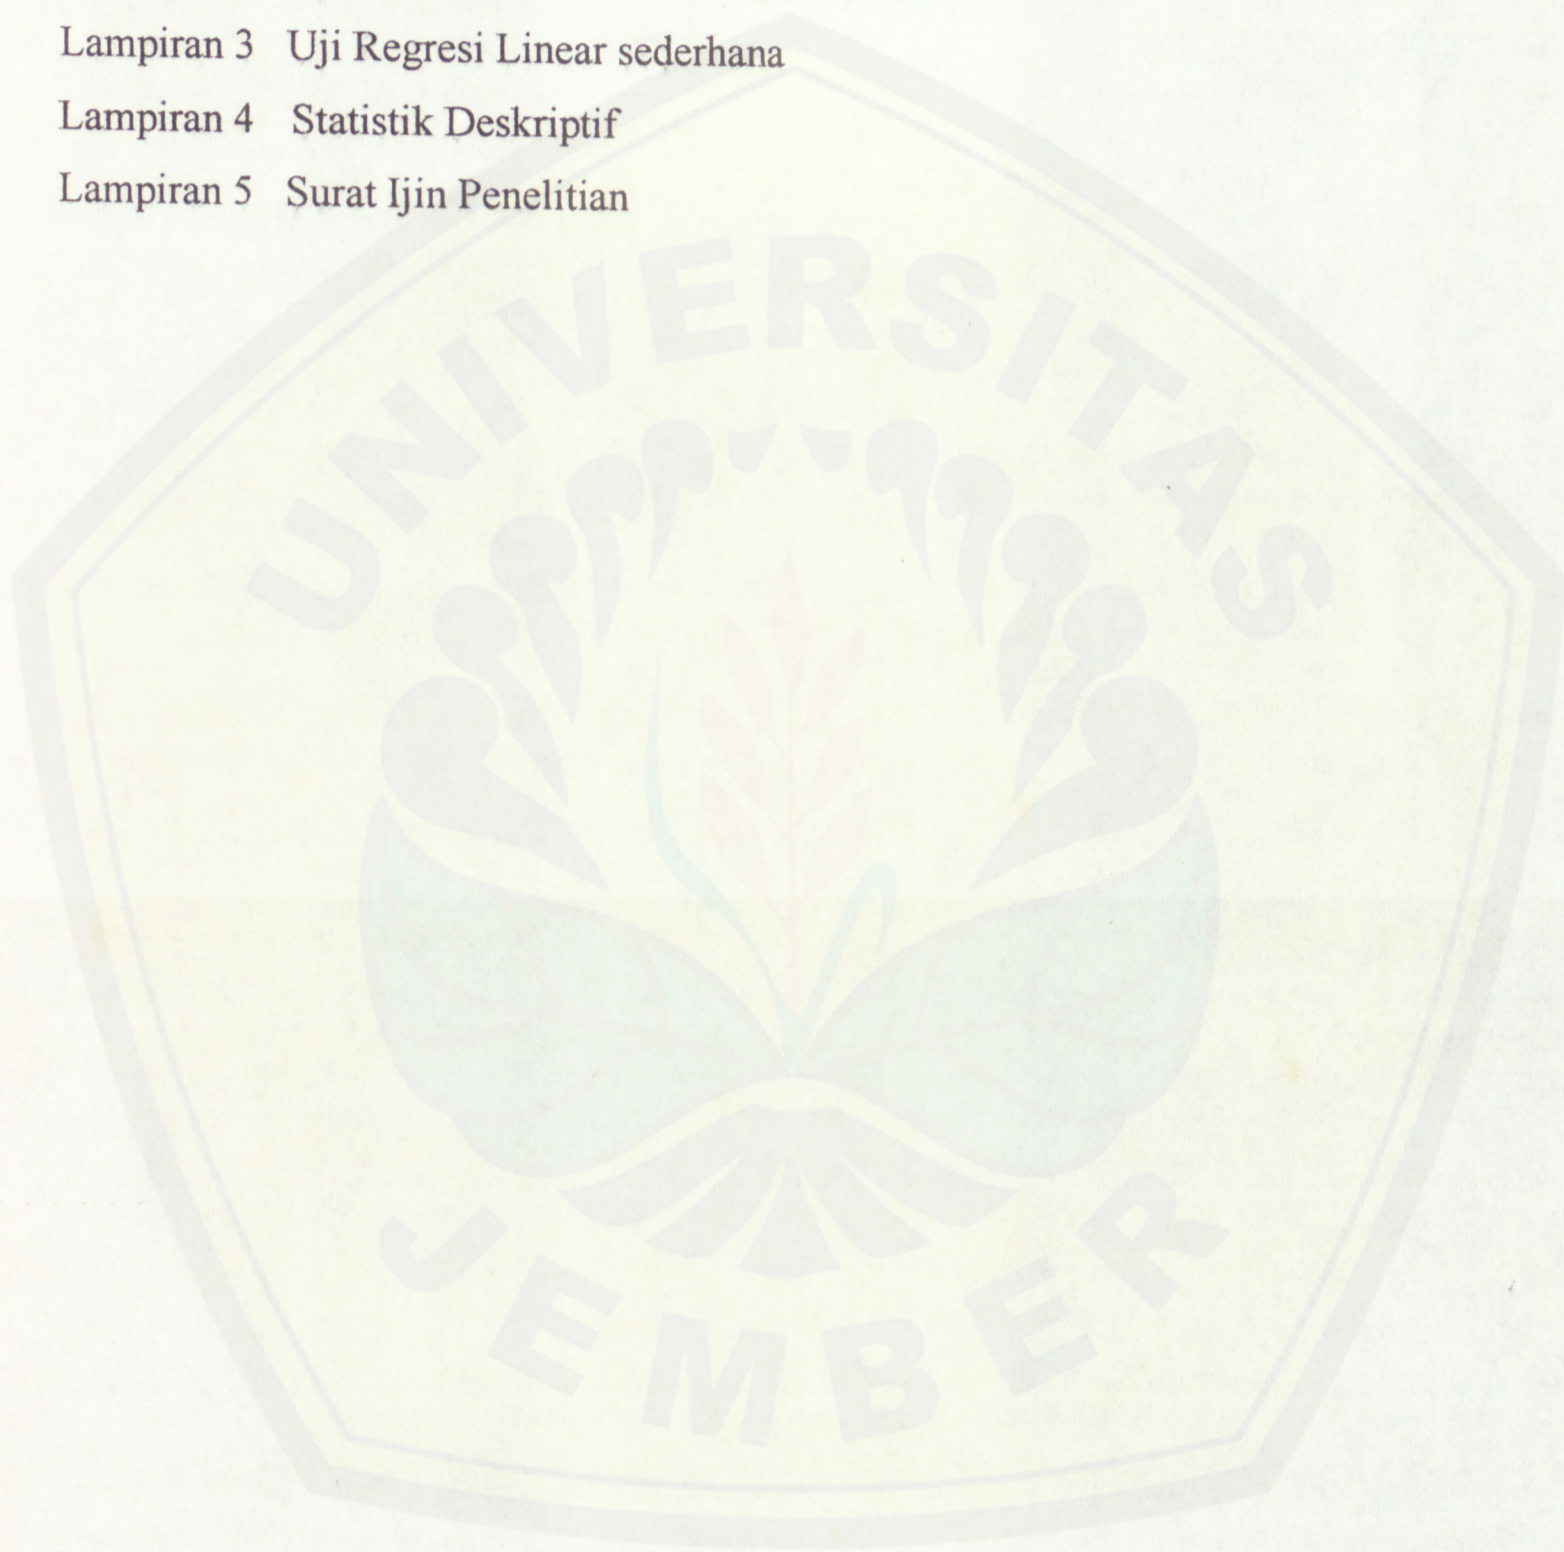 Lampiran 3 Uji Regresi Linear sederhana
Lampiran 4 Statistik Deskriptif
Lampiran 5 Surat Ijin Penelitian
UNIVERSITAS
JEMBER